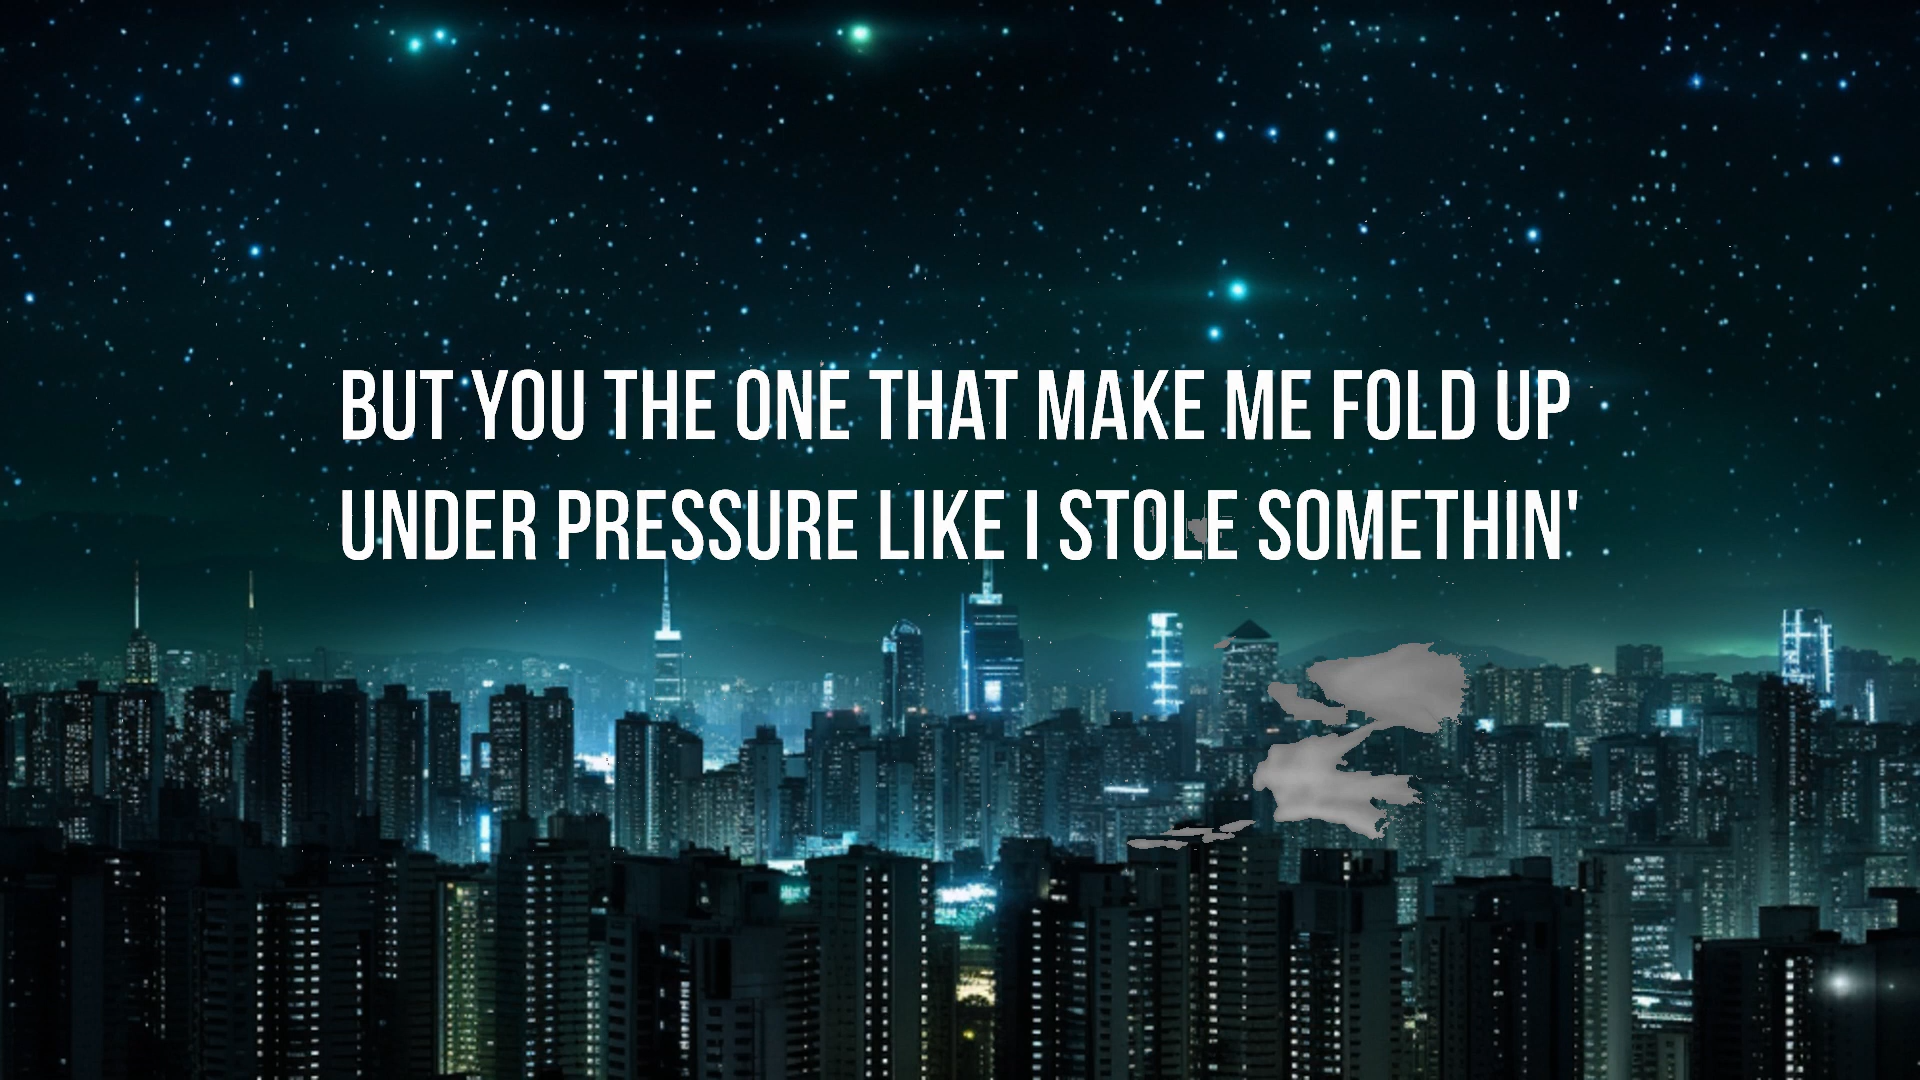 BUT YOU THE ONE THAT MAKE ME FOLD UP
UNDER PRESSURE LIKE I STOLE SOMETHIN'